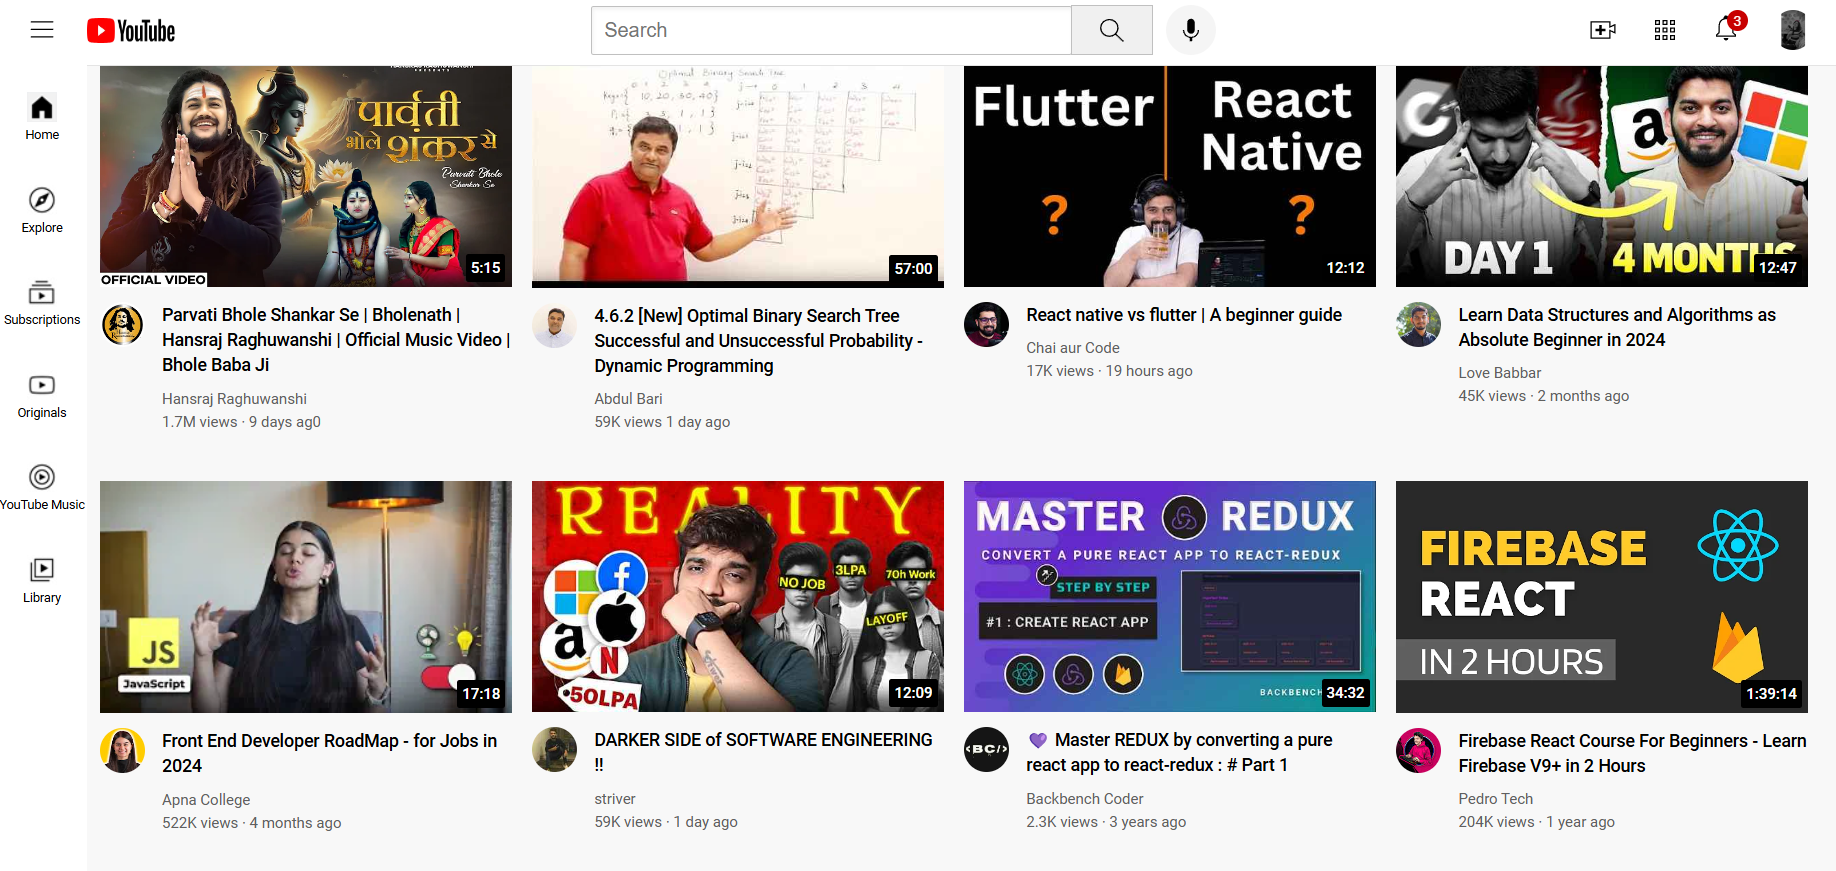 YouTube
Search
3
Home
Explore
Subscriptions
Originals
YouTube Music
Library
PRESENTS
पार्वती
भोले शंकर से
Parvati Bhole
Shankar Se
OFFICIAL VIDEO
5:15
Parvati Bhole Shankar Se | Bholenath |
Hansraj Raghuwanshi | Official Music Video |
Bhole Baba Ji
Hansraj Raghuwanshi
1.7M views · 9 days ag0
Optimal Binary Search Tree
57:00
4.6.2 [New] Optimal Binary Search Tree
Successful and Unsuccessful Probability -
Dynamic Programming
Abdul Bari
59K views 1 day ago
Flutter
React
Native
?
?
12:12
React native vs flutter | A beginner guide
Chai aur Code
17K views · 19 hours ago
DAY 1
4 MONTHS
12:47
Learn Data Structures and Algorithms as
Absolute Beginner in 2024
Love Babbar
45K views · 2 months ago
JS
JavaScript
17:18
Front End Developer RoadMap - for Jobs in
2024
Apna College
522K views · 4 months ago
REALITY
NO JOB
3LPA
70h Work
LAYOFF
50LPA
12:09
DARKER SIDE of SOFTWARE ENGINEERING
!!
striver
59K views · 1 day ago
MASTER REDUX
CONVERT A PURE REACT APP TO REACT-REDUX
STEP BY STEP
#1 : CREATE REACT APP
BACKBENCH
34:32
<BC/>
💜 Master REDUX by converting a pure
react app to react-redux : # Part 1
Backbench Coder
2.3K views · 3 years ago
FIREBASE
REACT
IN 2 HOURS
1:39:14
Firebase React Course For Beginners - Learn
Firebase V9+ in 2 Hours
Pedro Tech
204K views · 1 year ago